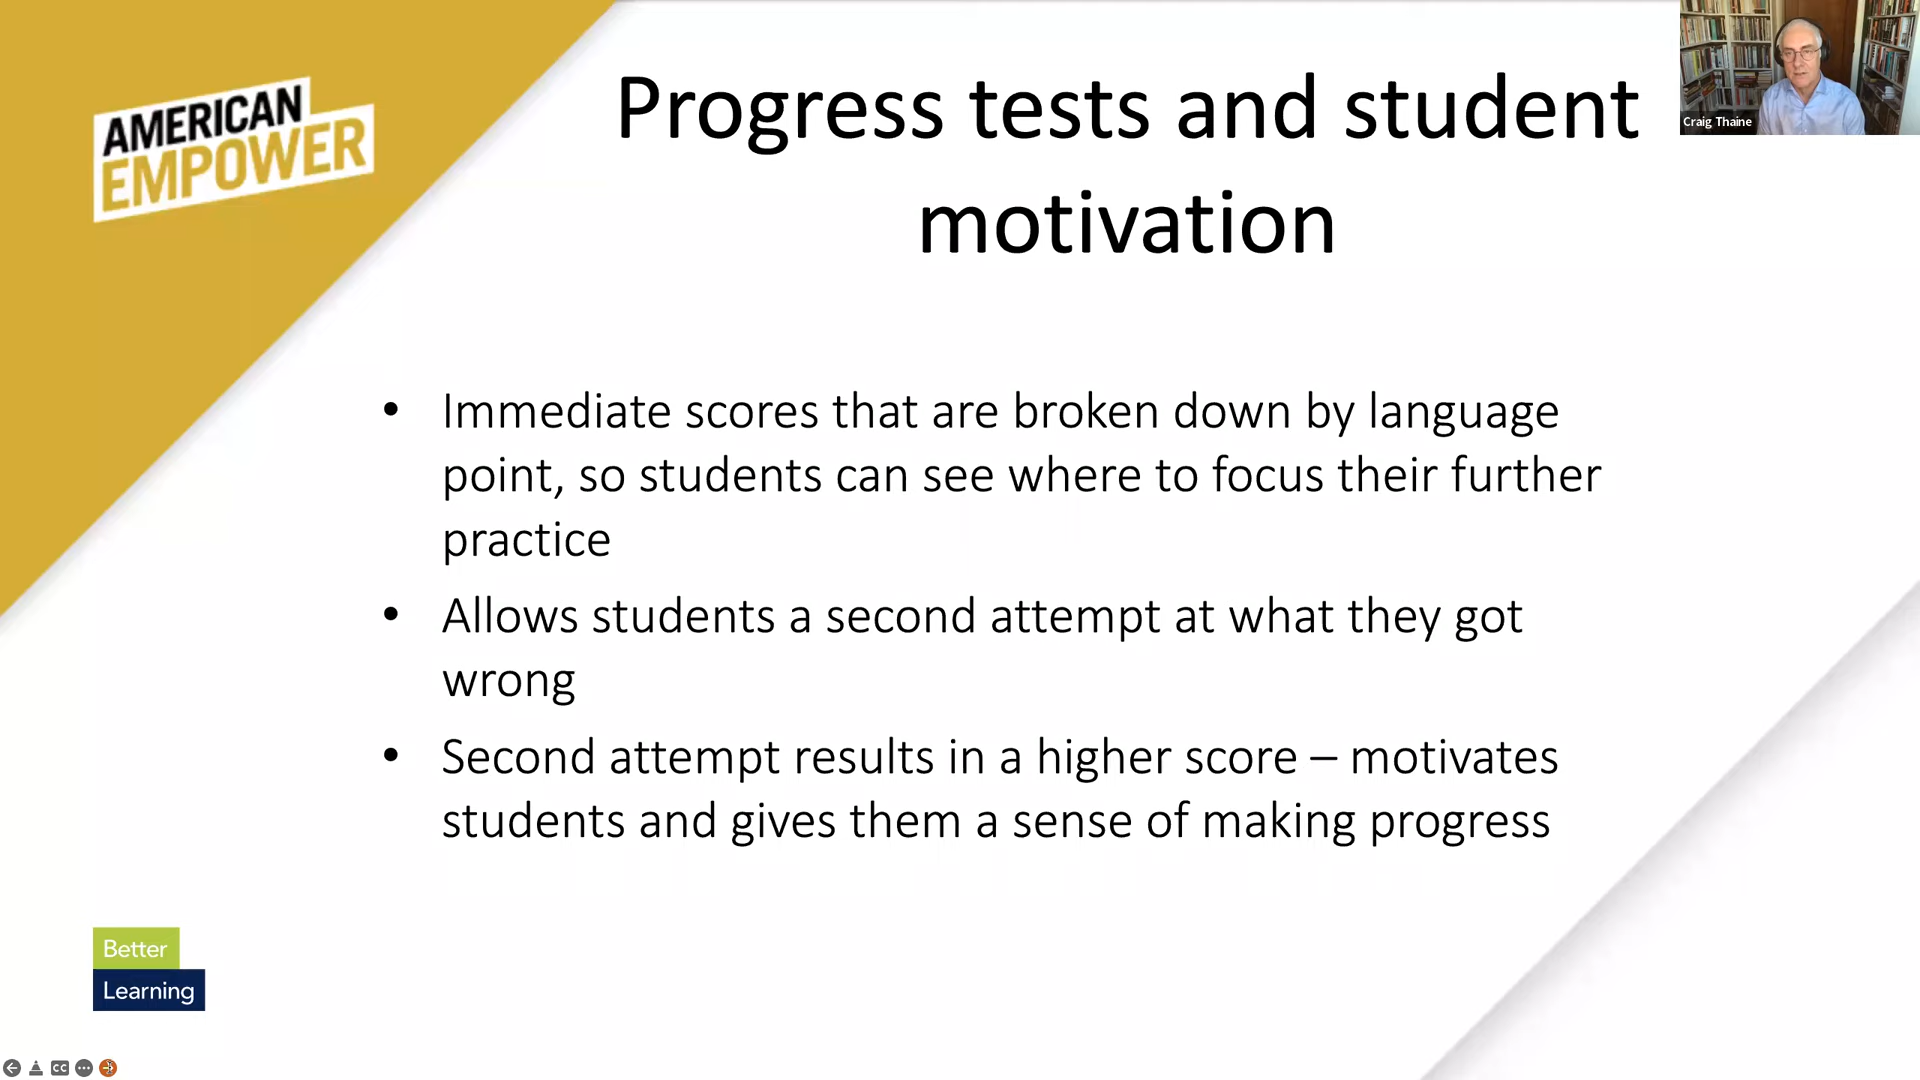 AMERICAN
EMPOWER
Progress tests and student
motivation
Craig Thaine
• Immediate scores that are broken down by language
point, so students can see where to focus their further
practice
• Allows students a second attempt at what they got
wrong
• Second attempt results in a higher score – motivates
students and gives them a sense of making progress
Better
Learning
CC